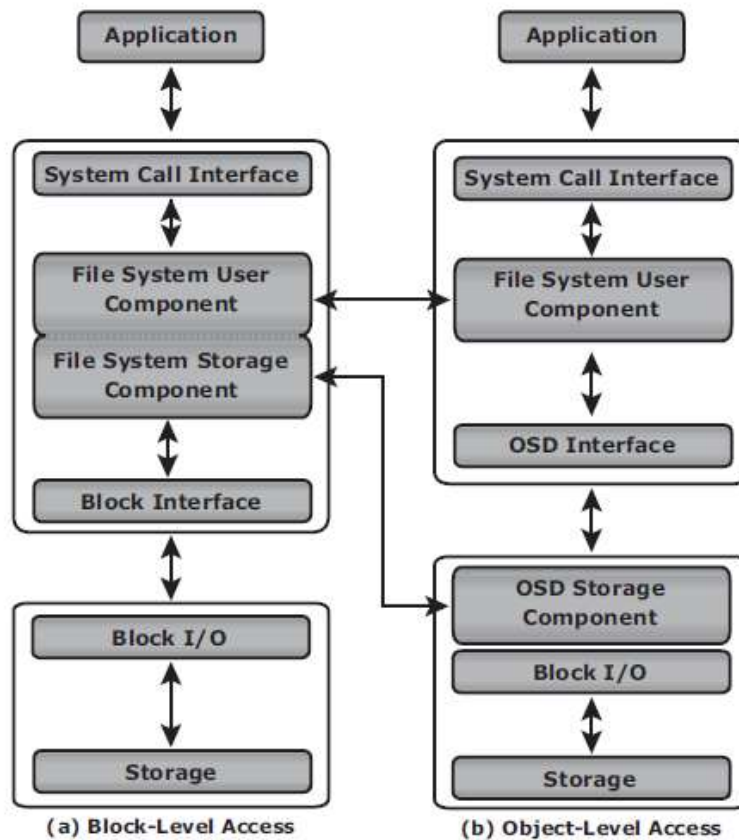 Application
System Call Interface
File System User
Component
File System Storage
Component
Block Interface
Block I/O
Storage
(a) Block-Level Access
Application
System Call Interface
File System User
Component
OSD Interface
OSD Storage
Component
Block I/O
Storage
(b) Object-Level Access